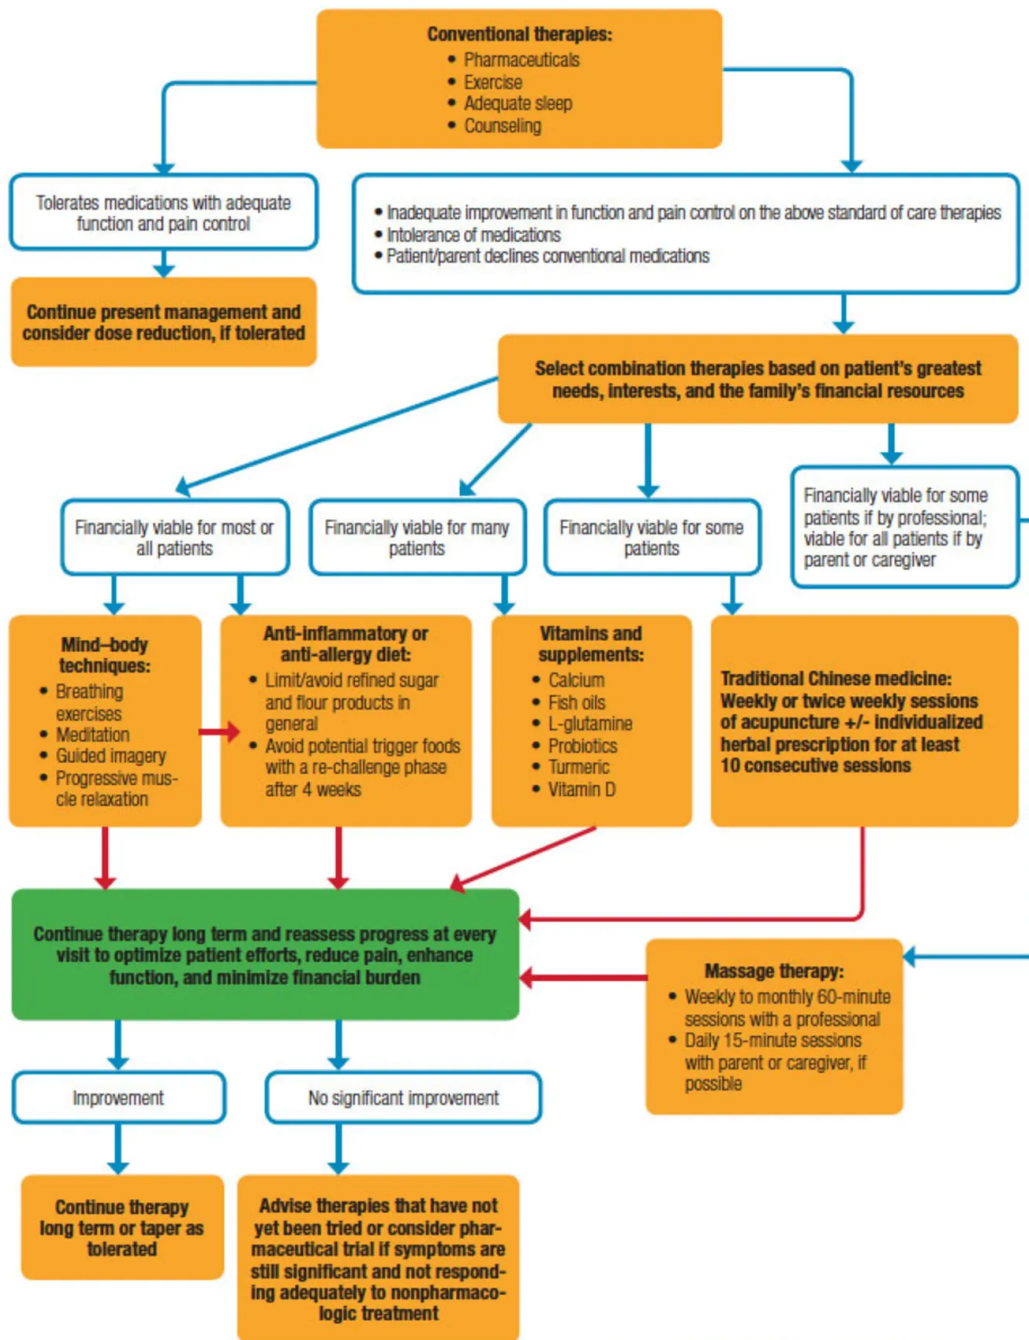 Conventional therapies:
• Pharmaceuticals
• Exercise
• Adequate sleep
• Counseling
Tolerates medications with adequate
function and pain control
• Inadequate improvement in function and pain control on the above standard of care therapies
• Intolerance of medications
• Patient/parent declines conventional medications
Continue present management and
consider dose reduction, if tolerated
Select combination therapies based on patient's greatest
needs, interests, and the family's financial resources
Financially viable for most or
all patients
Financially viable for many
patients
Financially viable for some
patients
Financially viable for some
patients if by professional;
viable for all patients if by
parent or caregiver
Mind–body
techniques:
• Breathing
exercises
• Meditation
• Guided imagery
• Progressive mus-
cle relaxation
Anti-inflammatory or
anti-allergy diet:
• Limit/avoid refined sugar
and flour products in
general
• Avoid potential trigger foods
with a re-challenge phase
after 4 weeks
Vitamins and
supplements:
• Calcium
• Fish oils
• L-glutamine
• Probiotics
• Turmeric
• Vitamin D
Traditional Chinese medicine:
Weekly or twice weekly sessions
of acupuncture +/- individualized
herbal prescription for at least
10 consecutive sessions
Continue therapy long term and reassess progress at every
visit to optimize patient efforts, reduce pain, enhance
function, and minimize financial burden
Massage therapy:
• Weekly to monthly 60-minute
sessions with a professional
• Daily 15-minute sessions
with parent or caregiver, if
possible
Improvement
No significant improvement
Continue therapy
long term or taper as
tolerated
Advise therapies that have not
yet been tried or consider phar-
maceutical trial if symptoms are
still significant and not respond-
ing adequately to nonpharmaco-
logic treatment